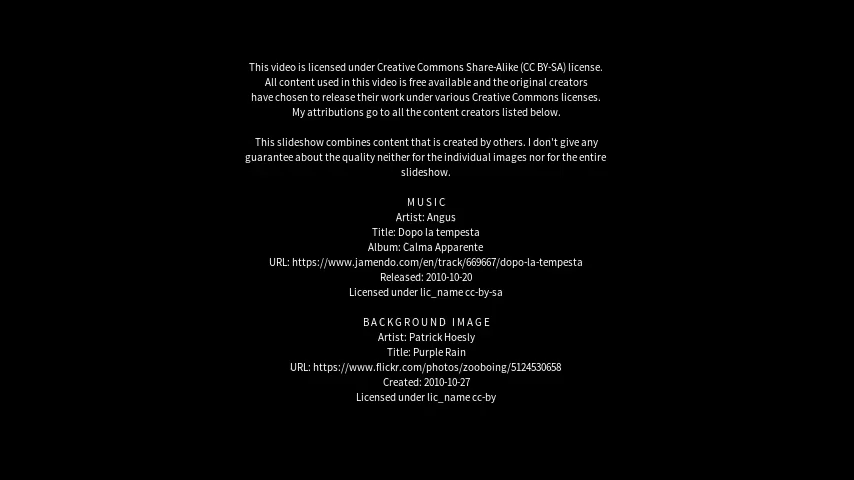 This video is licensed under Creative Commons Share-Alike (CC BY-SA) license.
All content used in this video is free available and the original creators
have chosen to release their work under various Creative Commons licenses.
My attributions go to all the content creators listed below.
This slideshow combines content that is created by others. I don't give any
guarantee about the quality neither for the individual images nor for the entire
slideshow.
MUSIC
Artist: Angus
Title: Dopo la tempesta
Album: Calma Apparente
URL: https://www.jamendo.com/en/track/669667/dopo-la-tempesta
Released: 2010-10-20
Licensed under lic_name cc-by-sa
BACKGROUND IMAGE
Artist: Patrick Hoesly
Title: Purple Rain
URL: https://www.flickr.com/photos/zooboing/5124530658
Created: 2010-10-27
Licensed under lic_name cc-by